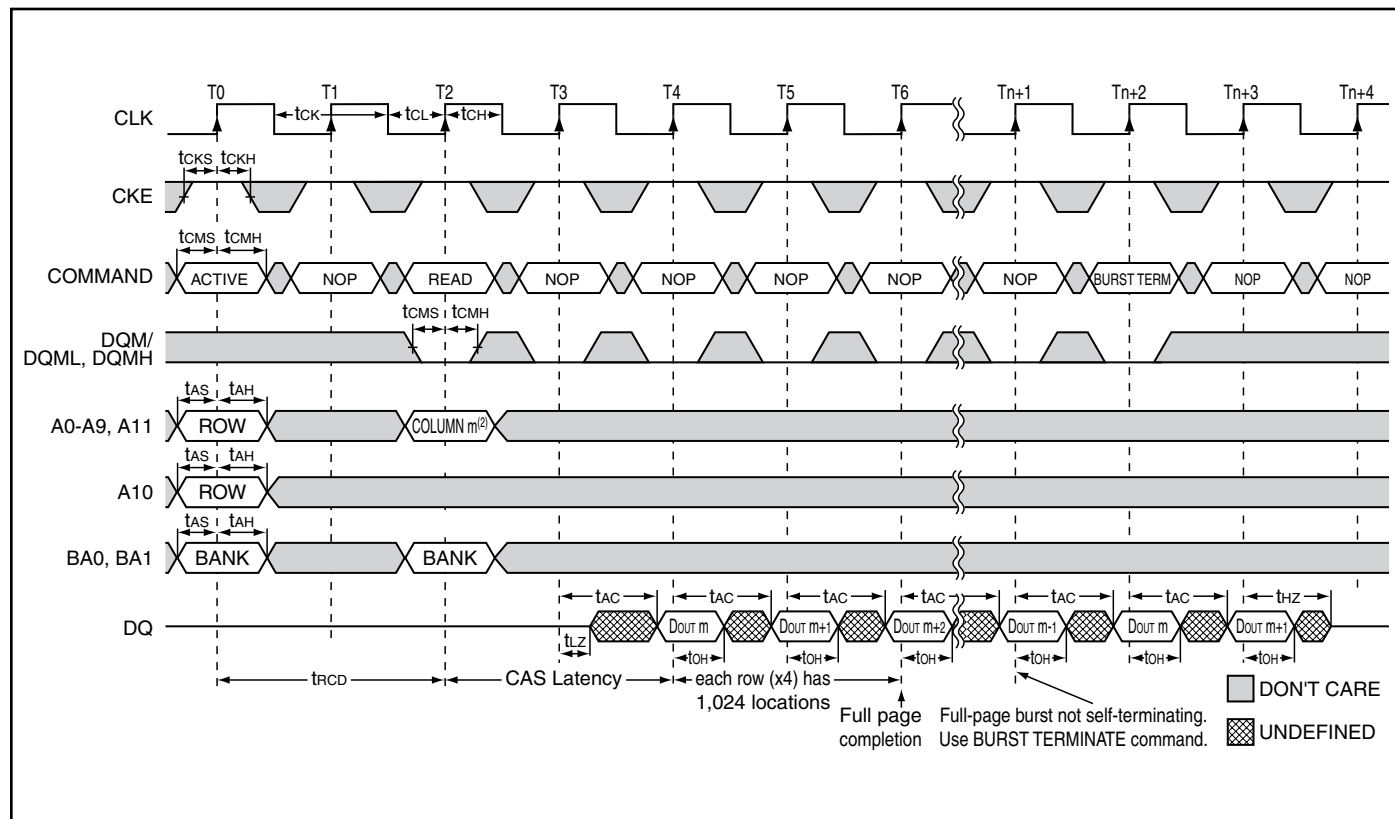 T0 T1 T2 T3 T4 T5 T6 Tn+1 Tn+2 Tn+3 Tn+4
CLK tCK tCL tCH
tCKS tCKH
CKE
tCMS tCMH
COMMAND ACTIVE NOP READ NOP NOP NOP NOP NOP BURST TERM NOP NOP
tCMS tCMH
DQM/
DQML, DQMH
tAS tAH
A0-A9, A11 ROW COLUMN m(2)
tAS tAH
A10 ROW
tAS tAH
BA0, BA1 BANK BANK
tAC tAC tAC tAC tAC tAC tHZ
DQ DOUT m DOUT m+1 DOUT m+2 DOUT m-1 DOUT m DOUT m+1
tLZ tOH tOH tOH tOH tOH tOH
tRCD CAS Latency each row (x4) has
1,024 locations
Full page
completion
Full-page burst not self-terminating.
Use BURST TERMINATE command.
DON'T CARE
UNDEFINED